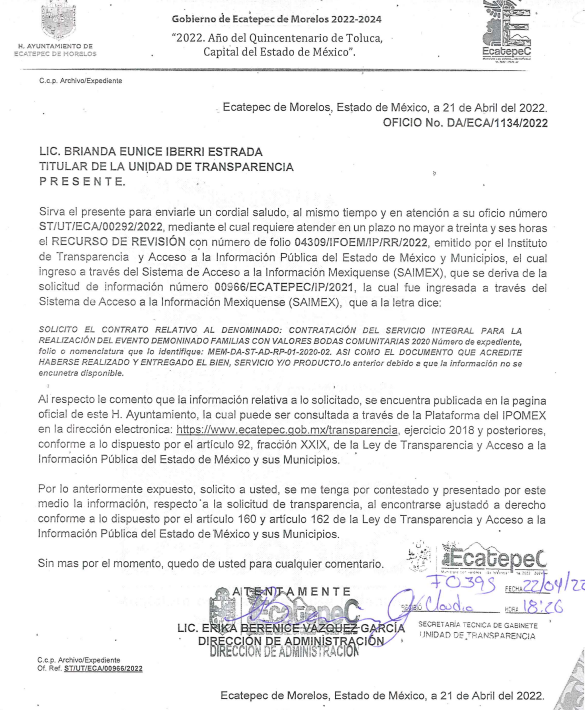 Gobierno de Ecatepec de Morelos 2022-2024
H. AYUNTAMIENTO DE
ECATEPEC DE MORELOS
"2022. Año del Quincentenario de Toluca,
Capital del Estado de México".
EcatepeC
C.c.p. Archivo/Expediente
Ecatepec de Morelos, Estado de México, a 21 de Abril del 2022.
OFICIO No. DA/ECA/1134/2022
LIC. BRIANDA EUNICE IBERRI ESTRADA
TITULAR DE LA UNIDAD DE TRANSPARENCIA
P R E S E N T E.
Sirva el presente para enviarle un cordial saludo, al mismo tiempo y en atención a su oficio número
ST/UT/ECA/00292/2022, mediante el cual requiere atender en un plazo no mayor a treinta y ses horas
el RECURSO DE REVISIÓN con número de folio 04309/IFOEM/IP/RR/2022, emitido por el Instituto
de Transparencia y Acceso a la Información Pública del Estado de México y Municipios, el cual
ingreso a través del Sistema de Acceso a la Información Mexiquense (SAIMEX), que se deriva de la
solicitud de información número 00966/ECATEPEC/IP/2021, la cual fue ingresada a través del
Sistema de Acceso a la Información Mexiquense (SAIMEX), que a la letra dice:
SOLICITO EL CONTRATO RELATIVO AL DENOMINADO: CONTRATACIÓN DEL SERVICIO INTEGRAL PARA LA
REALIZACIÓN DEL EVENTO DEMONINADO FAMILIAS CON VALORES BODAS COMUNITARIAS 2020 Número de expediente,
folio o nomenclatura que lo identifique: MEM-DA-ST-AD-RP-01-2020-02. ASI COMO EL DOCUMENTO QUE ACREDITE
HABERSE REALIZADO Y ENTREGADO EL BIEN, SERVICIO Y/O PRODUCTO.lo anterior debido a que la información no se
encunetra disponible.
Al respecto le comento que la información relativa a lo solicitado, se encuentra publicada en la pagina
oficial de este H. Ayuntamiento, la cual puede ser consultada a través de la Plataforma del IPOMEX
en la dirección electronica: https://www.ecatepec.gob.mx/transparencia, ejercicio 2018 y posteriores,
conforme a lo dispuesto por el artículo 92, fracción XXIX, de la Ley de Transparencia y Acceso a la
Información Pública del Estado de México y sus Municipios.
Por lo anteriormente expuesto, solicito a usted, se me tenga por contestado y presentado por este
medio la información, respecto a la solicitud de transparencia, al encontrarse ajustado a derecho
conforme a lo dispuesto por el artículo 160 y artículo 162 de la Ley de Transparencia y Acceso a la
Información Pública del Estado de México y sus Municipios.
Sin mas por el momento, quedo de usted para cualquier comentario.
EcatepeC
FECHA 22/04/22
A T E N T A M E N T E
EcatepeC
Claudia
HORA 18:26
LIC. ERIKA BERENICE VÁZQUEZ GARCÍA
DIRECCIÓN DE ADMINISTRACIÓN
DIRECCIÓN DE ADMINISTRACIÓN
SECRETARÍA TECNICA DE GABINETE
UNIDAD DE TRANSPARENCIA
C.c.p. Archivo/Expediente
Of. Ref. ST/UT/ECA/00966/2022
Ecatepec de Morelos, Estado de México, a 21 de Abril del 2022.